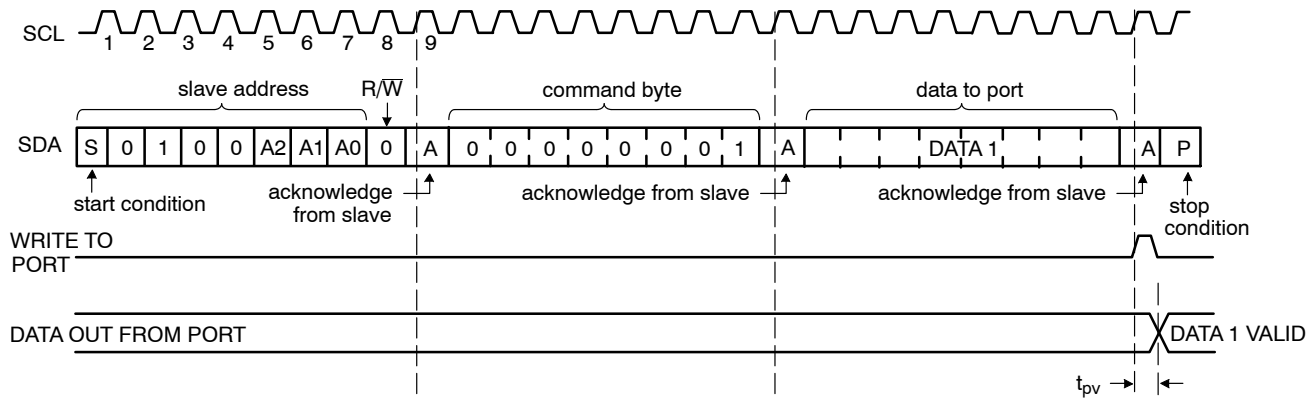 SCL
1 2 3 4 5 6 7 8 9
slave address R/W̅ command byte data to port
SDA S 0 1 0 0 A2 A1 A0 0 A 0 0 0 0 0 0 0 1 A DATA 1 A P
start condition acknowledge from slave acknowledge from slave acknowledge from slave stop condition
WRITE TO PORT
DATA OUT FROM PORT DATA 1 VALID
tpv